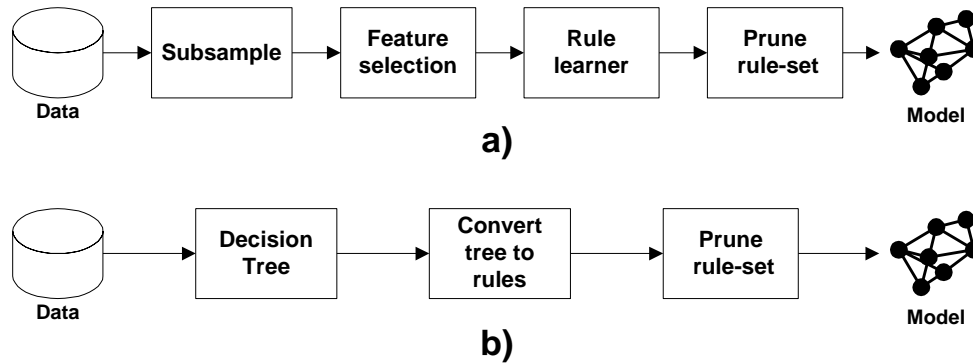 Data
Subsample
Feature
selection
Rule
learner
Prune
rule-set
Model
a)
Data
Decision
Tree
Convert
tree to
rules
Prune
rule-set
Model
b)